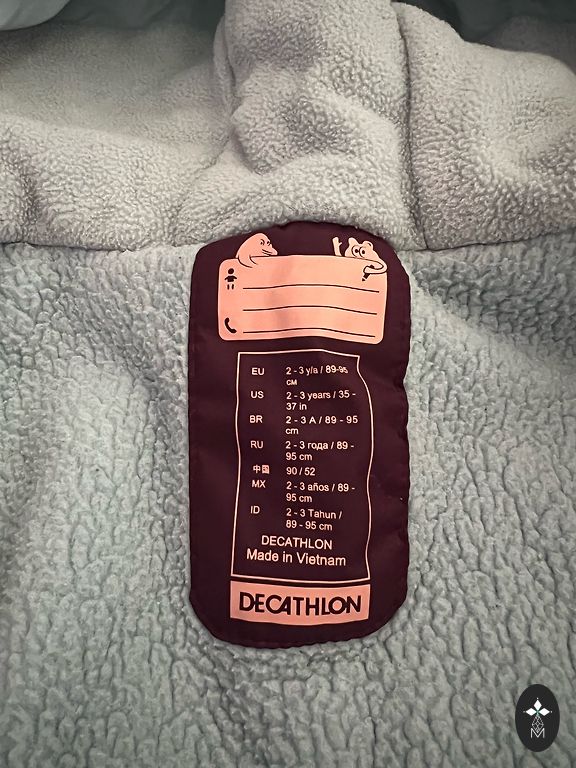 EU 2 - 3 y/a / 89-95
см
US 2 - 3 years / 35 -
37 in
BR 2 - 3 A / 89 - 95
cm
RU 2 - 3 года / 89 -
95 cm
中国 90 / 52
MX 2 - 3 años / 89 -
95 cm
ID 2 - 3 Tahun /
89 - 95 cm
DECATHLON
Made in Vietnam
DECATHLON
M